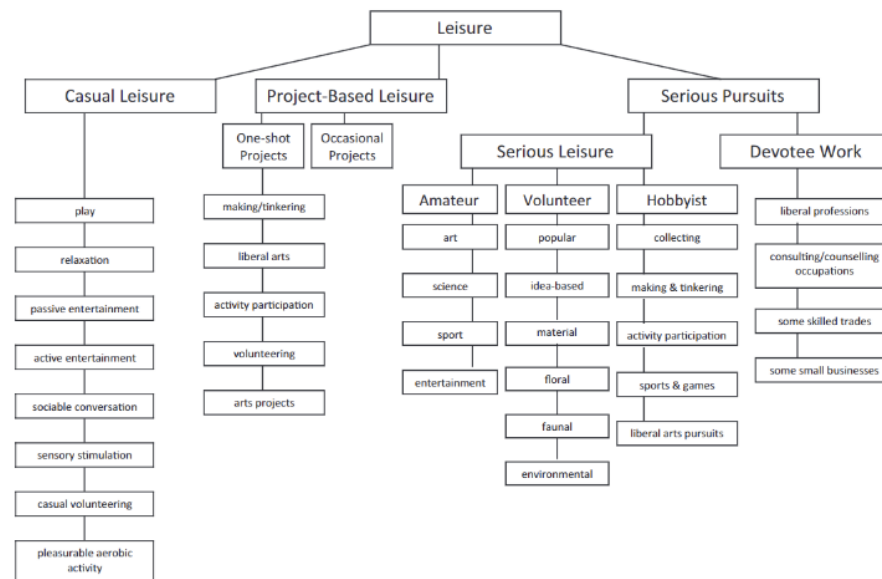 Leisure
Casual Leisure
Project-Based Leisure
Serious Pursuits
One-shot
Projects
Occasional
Projects
Serious Leisure
Devotee Work
Amateur
Volunteer
Hobbyist
play
relaxation
passive entertainment
active entertainment
sociable conversation
sensory stimulation
casual volunteering
pleasurable aerobic
activity
making/tinkering
liberal arts
activity participation
volunteering
arts projects
art
science
sport
entertainment
popular
idea-based
material
floral
faunal
environmental
collecting
making & tinkering
activity participation
sports & games
liberal arts pursuits
liberal professions
consulting/counselling
occupations
some skilled trades
some small businesses